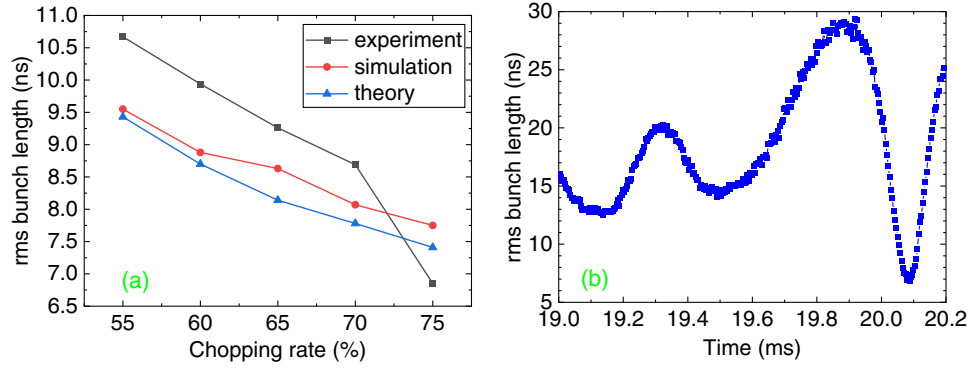 rms bunch length (ns)
11.0
10.5
10.0
9.5
9.0
8.5
8.0
7.5
7.0
6.5
experiment
simulation
theory
(a)
55 60 65 70 75
Chopping rate (%)
rms bunch length (ns)
30
25
20
15
10
5
(b)
19.0 19.2 19.4 19.6 19.8 20.0 20.2
Time (ms)